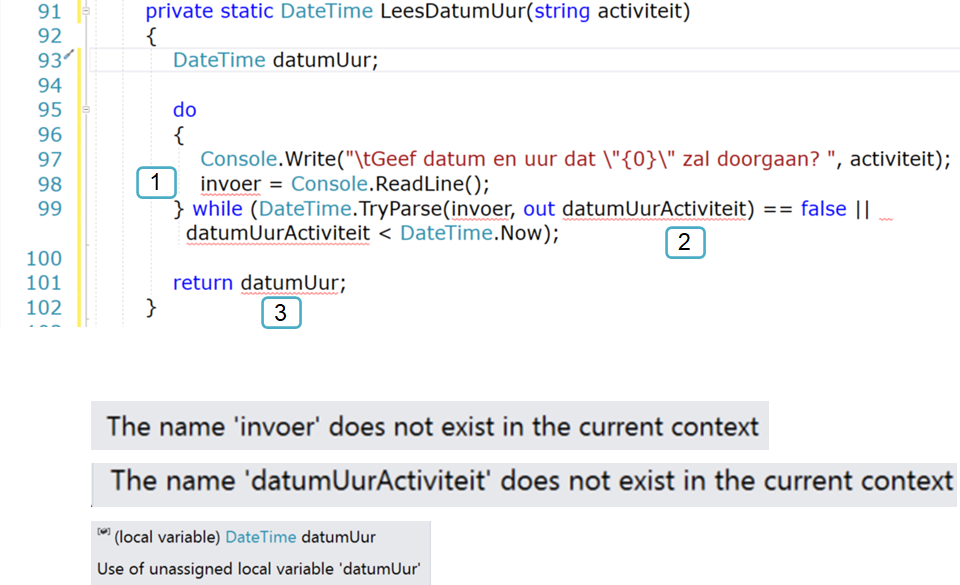 91 private static DateTime LeesDatumUur(string activiteit)
92 {
93 DateTime datumUur;
94
95 do
96 {
97 Console.Write("\tGeef datum en uur dat \"{0}\" zal doorgaan? ", activiteit);
98 1 invoer = Console.ReadLine();
99 } while (DateTime.TryParse(invoer, out datumUurActiviteit) == false ||
datumUurActiviteit < DateTime.Now);
2
100
101 return datumUur;
102 }
3
The name 'invoer' does not exist in the current context
The name 'datumUurActiviteit' does not exist in the current context
(local variable) DateTime datumUur
Use of unassigned local variable 'datumUur'